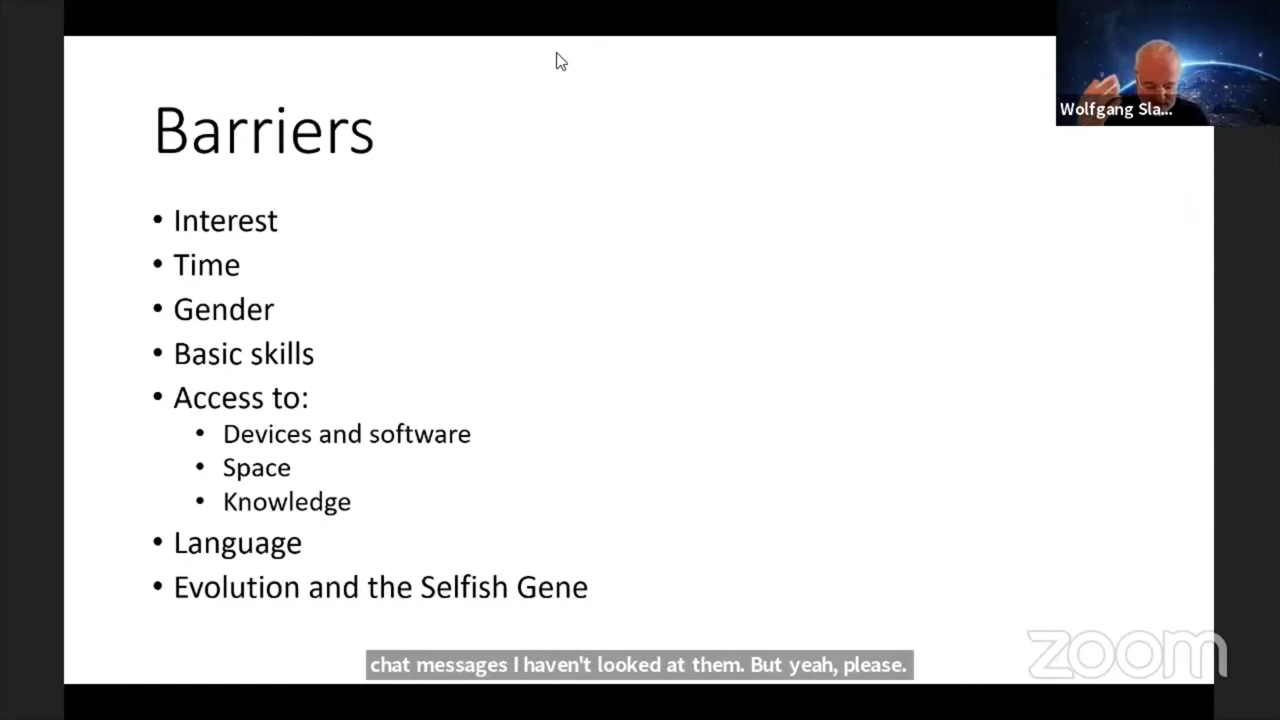 Barriers
Wolfgang Sla...
• Interest
• Time
• Gender
• Basic skills
• Access to:
• Devices and software
• Space
• Knowledge
• Language
• Evolution and the Selfish Gene
chat messages I haven't looked at them. But yeah, please.
zoom